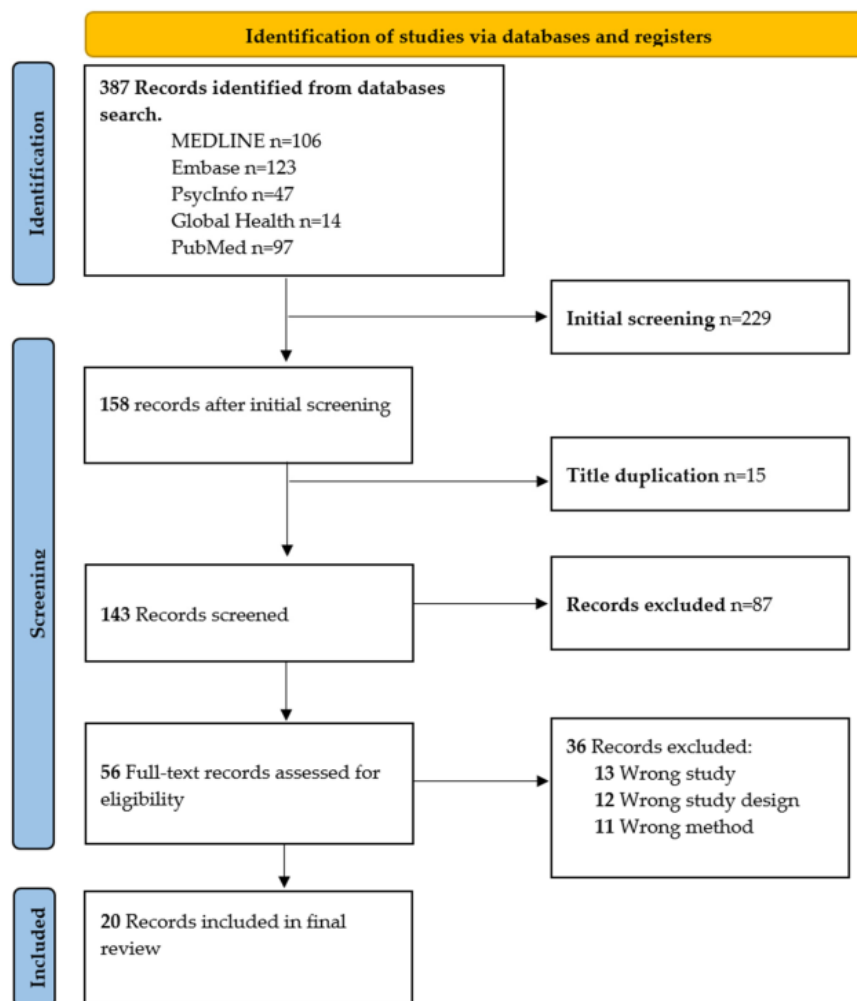 Identification of studies via databases and registers
Identification
387 Records identified from databases
search.
MEDLINE n=106
Embase n=123
PsycInfo n=47
Global Health n=14
PubMed n=97
Initial screening n=229
Screening
158 records after initial screening
Title duplication n=15
143 Records screened
Records excluded n=87
56 Full-text records assessed for
eligibility
36 Records excluded:
13 Wrong study
12 Wrong study design
11 Wrong method
Included
20 Records included in final
review